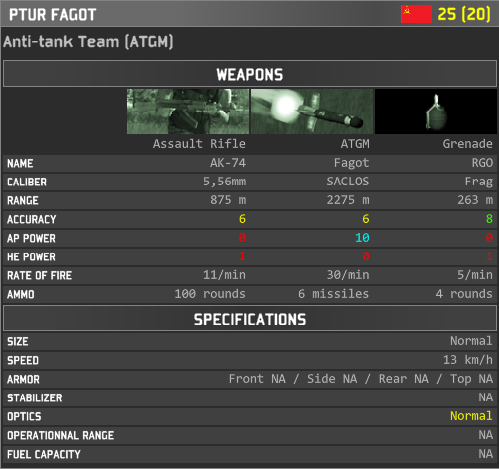 PTUR FAGOT 25 (20)
Anti-tank Team (ATGM)
WEAPONS
Assault Rifle ATGM Grenade
NAME AK-74 Fagot RGO
CALIBER 5,56mm SACLOS Frag
RANGE 875 m 2275 m 263 m
ACCURACY 6 6 8
AP POWER 0 10 0
HE POWER 1 0 1
RATE OF FIRE 11/min 30/min 5/min
AMMO 100 rounds 6 missiles 4 rounds
SPECIFICATIONS
SIZE Normal
SPEED 13 km/h
ARMOR Front NA / Side NA / Rear NA / Top NA
STABILIZER NA
OPTICS Normal
OPERATIONNAL RANGE NA
FUEL CAPACITY NA